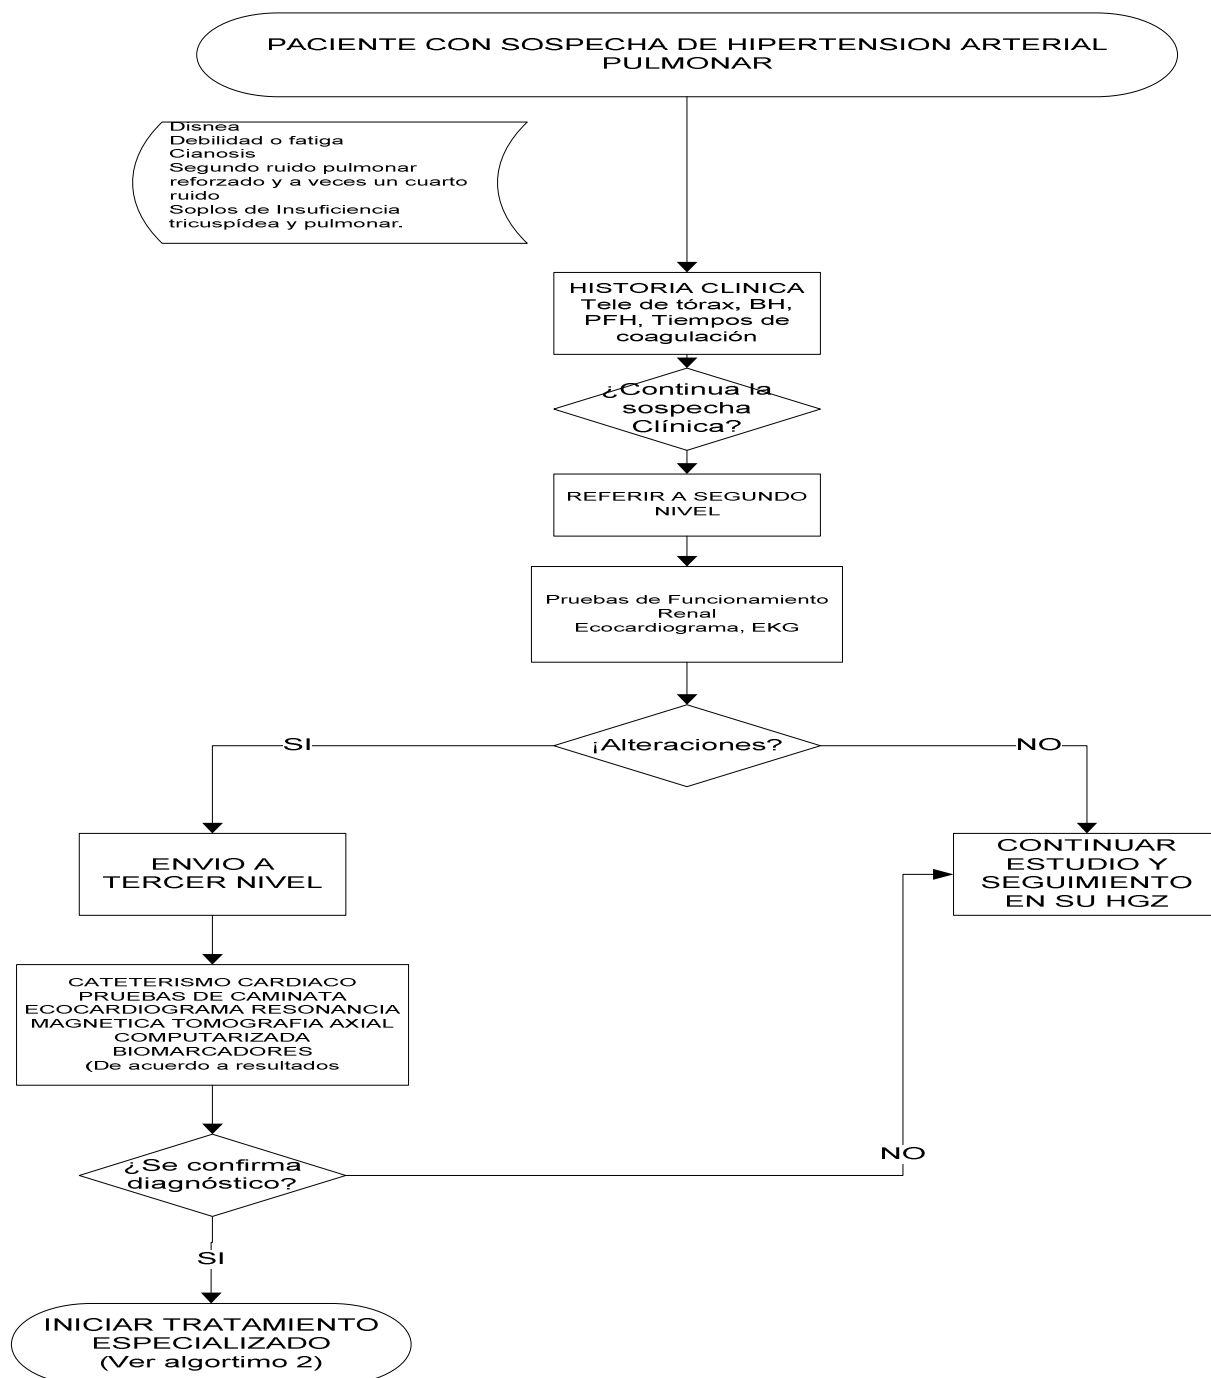 PACIENTE CON SOSPECHA DE HIPERTENSION ARTERIAL
PULMONAR
Disnea
Debilidad o fatiga
Cianosis
Segundo ruido pulmonar
reforzado y a veces un cuarto
ruido
Soplos de Insuficiencia
tricuspídea y pulmonar.
HISTORIA CLINICA
Tele de tórax, BH,
PFH, Tiempos de
coagulación
¿Continua la
sospecha
Clínica?
REFERIR A SEGUNDO
NIVEL
Pruebas de Funcionamiento
Renal
Ecocardiograma, EKG
¡Alteraciones?
SI
NO
ENVIO A
TERCER NIVEL
CONTINUAR
ESTUDIO Y
SEGUIMIENTO
EN SU HGZ
CATETERISMO CARDIACO
PRUEBAS DE CAMINATA
ECOCARDIOGRAMA RESONANCIA
MAGNETICA TOMOGRAFIA AXIAL
COMPUTARIZADA
BIOMARCADORES
(De acuerdo a resultados
¿Se confirma
diagnóstico?
NO
SI
INICIAR TRATAMIENTO
ESPECIALIZADO
(Ver algortimo 2)